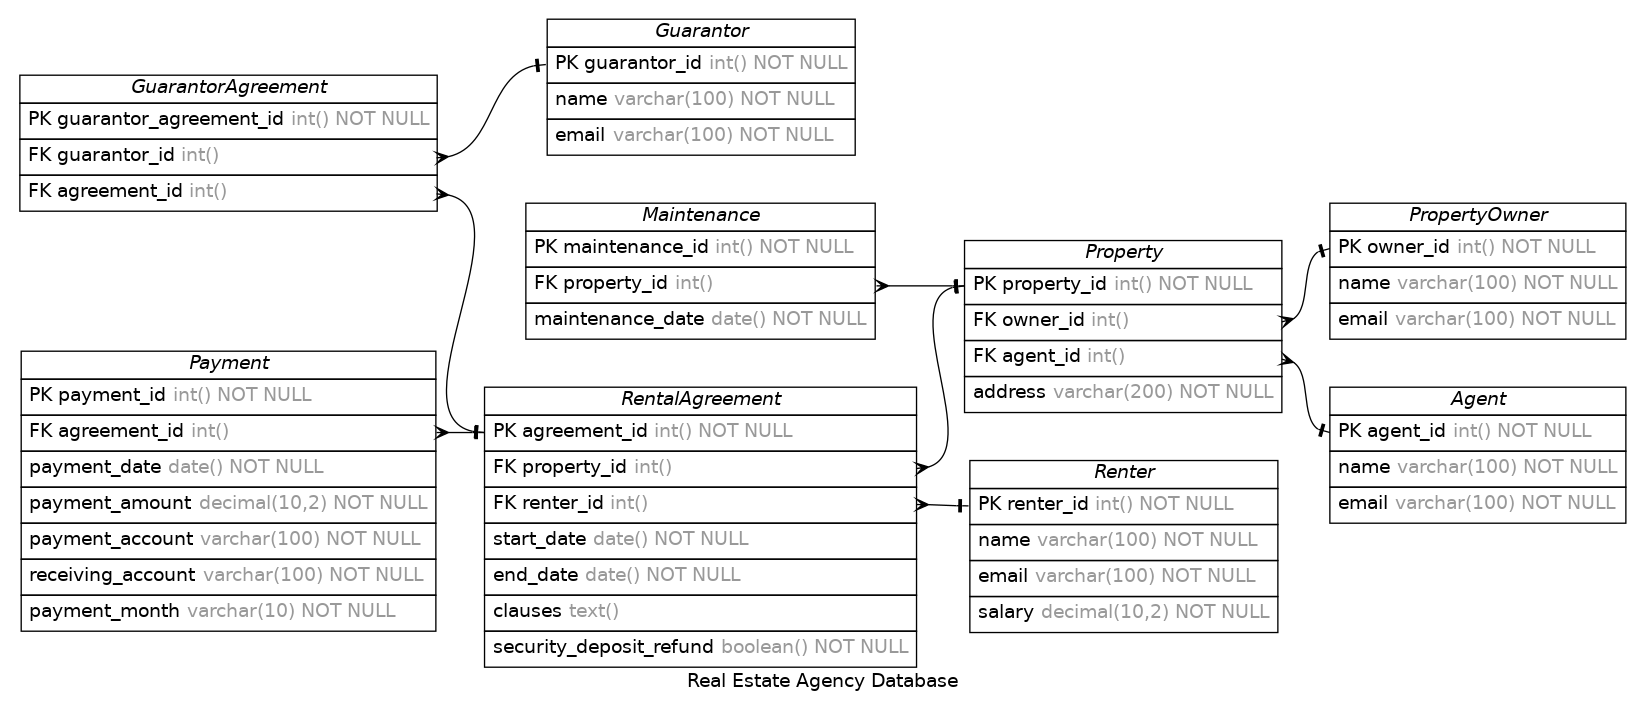 Guarantor
PK guarantor_id int() NOT NULL
name varchar(100) NOT NULL
email varchar(100) NOT NULL
GuarantorAgreement
PK guarantor_agreement_id int() NOT NULL
FK guarantor_id int()
FK agreement_id int()
Maintenance
PK maintenance_id int() NOT NULL
FK property_id int()
maintenance_date date() NOT NULL
Property
PK property_id int() NOT NULL
FK owner_id int()
FK agent_id int()
address varchar(200) NOT NULL
PropertyOwner
PK owner_id int() NOT NULL
name varchar(100) NOT NULL
email varchar(100) NOT NULL
Payment
PK payment_id int() NOT NULL
FK agreement_id int()
payment_date date() NOT NULL
payment_amount decimal(10,2) NOT NULL
payment_account varchar(100) NOT NULL
receiving_account varchar(100) NOT NULL
payment_month varchar(10) NOT NULL
RentalAgreement
PK agreement_id int() NOT NULL
FK property_id int()
FK renter_id int()
start_date date() NOT NULL
end_date date() NOT NULL
clauses text()
security_deposit_refund boolean() NOT NULL
Renter
PK renter_id int() NOT NULL
name varchar(100) NOT NULL
email varchar(100) NOT NULL
salary decimal(10,2) NOT NULL
Agent
PK agent_id int() NOT NULL
name varchar(100) NOT NULL
email varchar(100) NOT NULL
Real Estate Agency Database